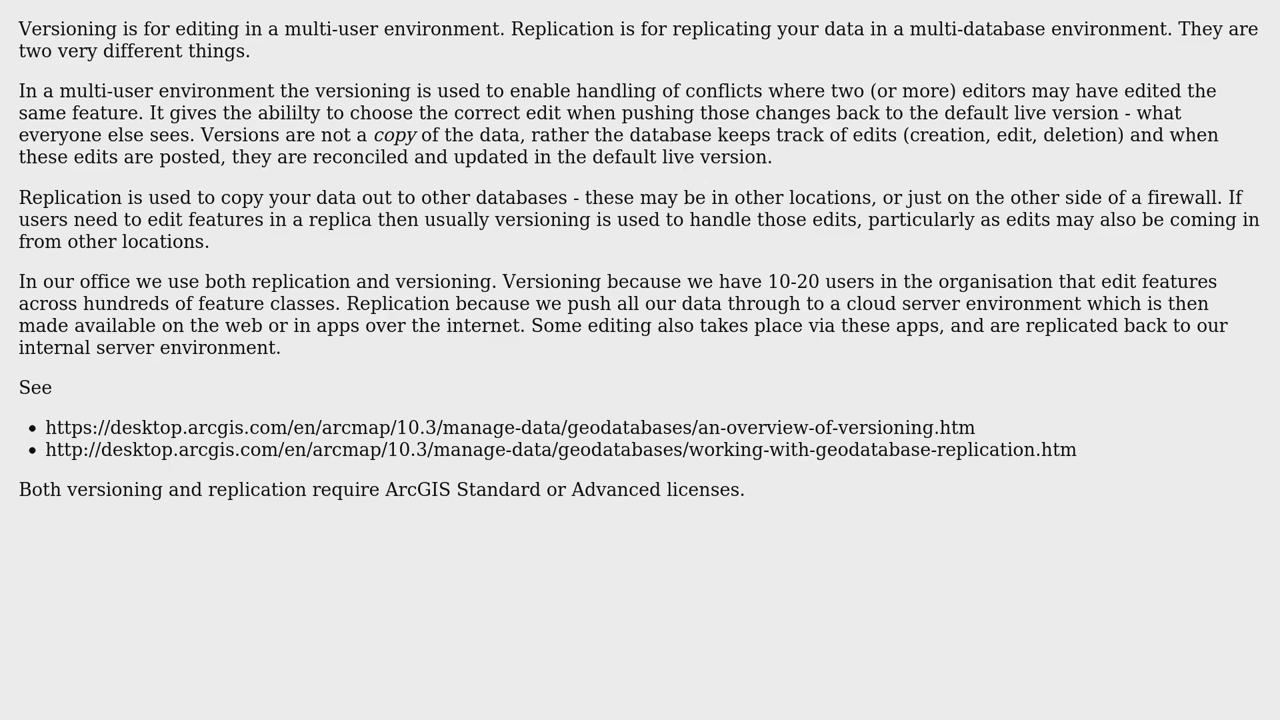 Versioning is for editing in a multi-user environment. Replication is for replicating your data in a multi-database environment. They are
two very different things.
In a multi-user environment the versioning is used to enable handling of conflicts where two (or more) editors may have edited the
same feature. It gives the abililty to choose the correct edit when pushing those changes back to the default live version - what
everyone else sees. Versions are not a copy of the data, rather the database keeps track of edits (creation, edit, deletion) and when
these edits are posted, they are reconciled and updated in the default live version.
Replication is used to copy your data out to other databases - these may be in other locations, or just on the other side of a firewall. If
users need to edit features in a replica then usually versioning is used to handle those edits, particularly as edits may also be coming in
from other locations.
In our office we use both replication and versioning. Versioning because we have 10-20 users in the organisation that edit features
across hundreds of feature classes. Replication because we push all our data through to a cloud server environment which is then
made available on the web or in apps over the internet. Some editing also takes place via these apps, and are replicated back to our
internal server environment.
See
• https://desktop.arcgis.com/en/arcmap/10.3/manage-data/geodatabases/an-overview-of-versioning.htm
• http://desktop.arcgis.com/en/arcmap/10.3/manage-data/geodatabases/working-with-geodatabase-replication.htm
Both versioning and replication require ArcGIS Standard or Advanced licenses.